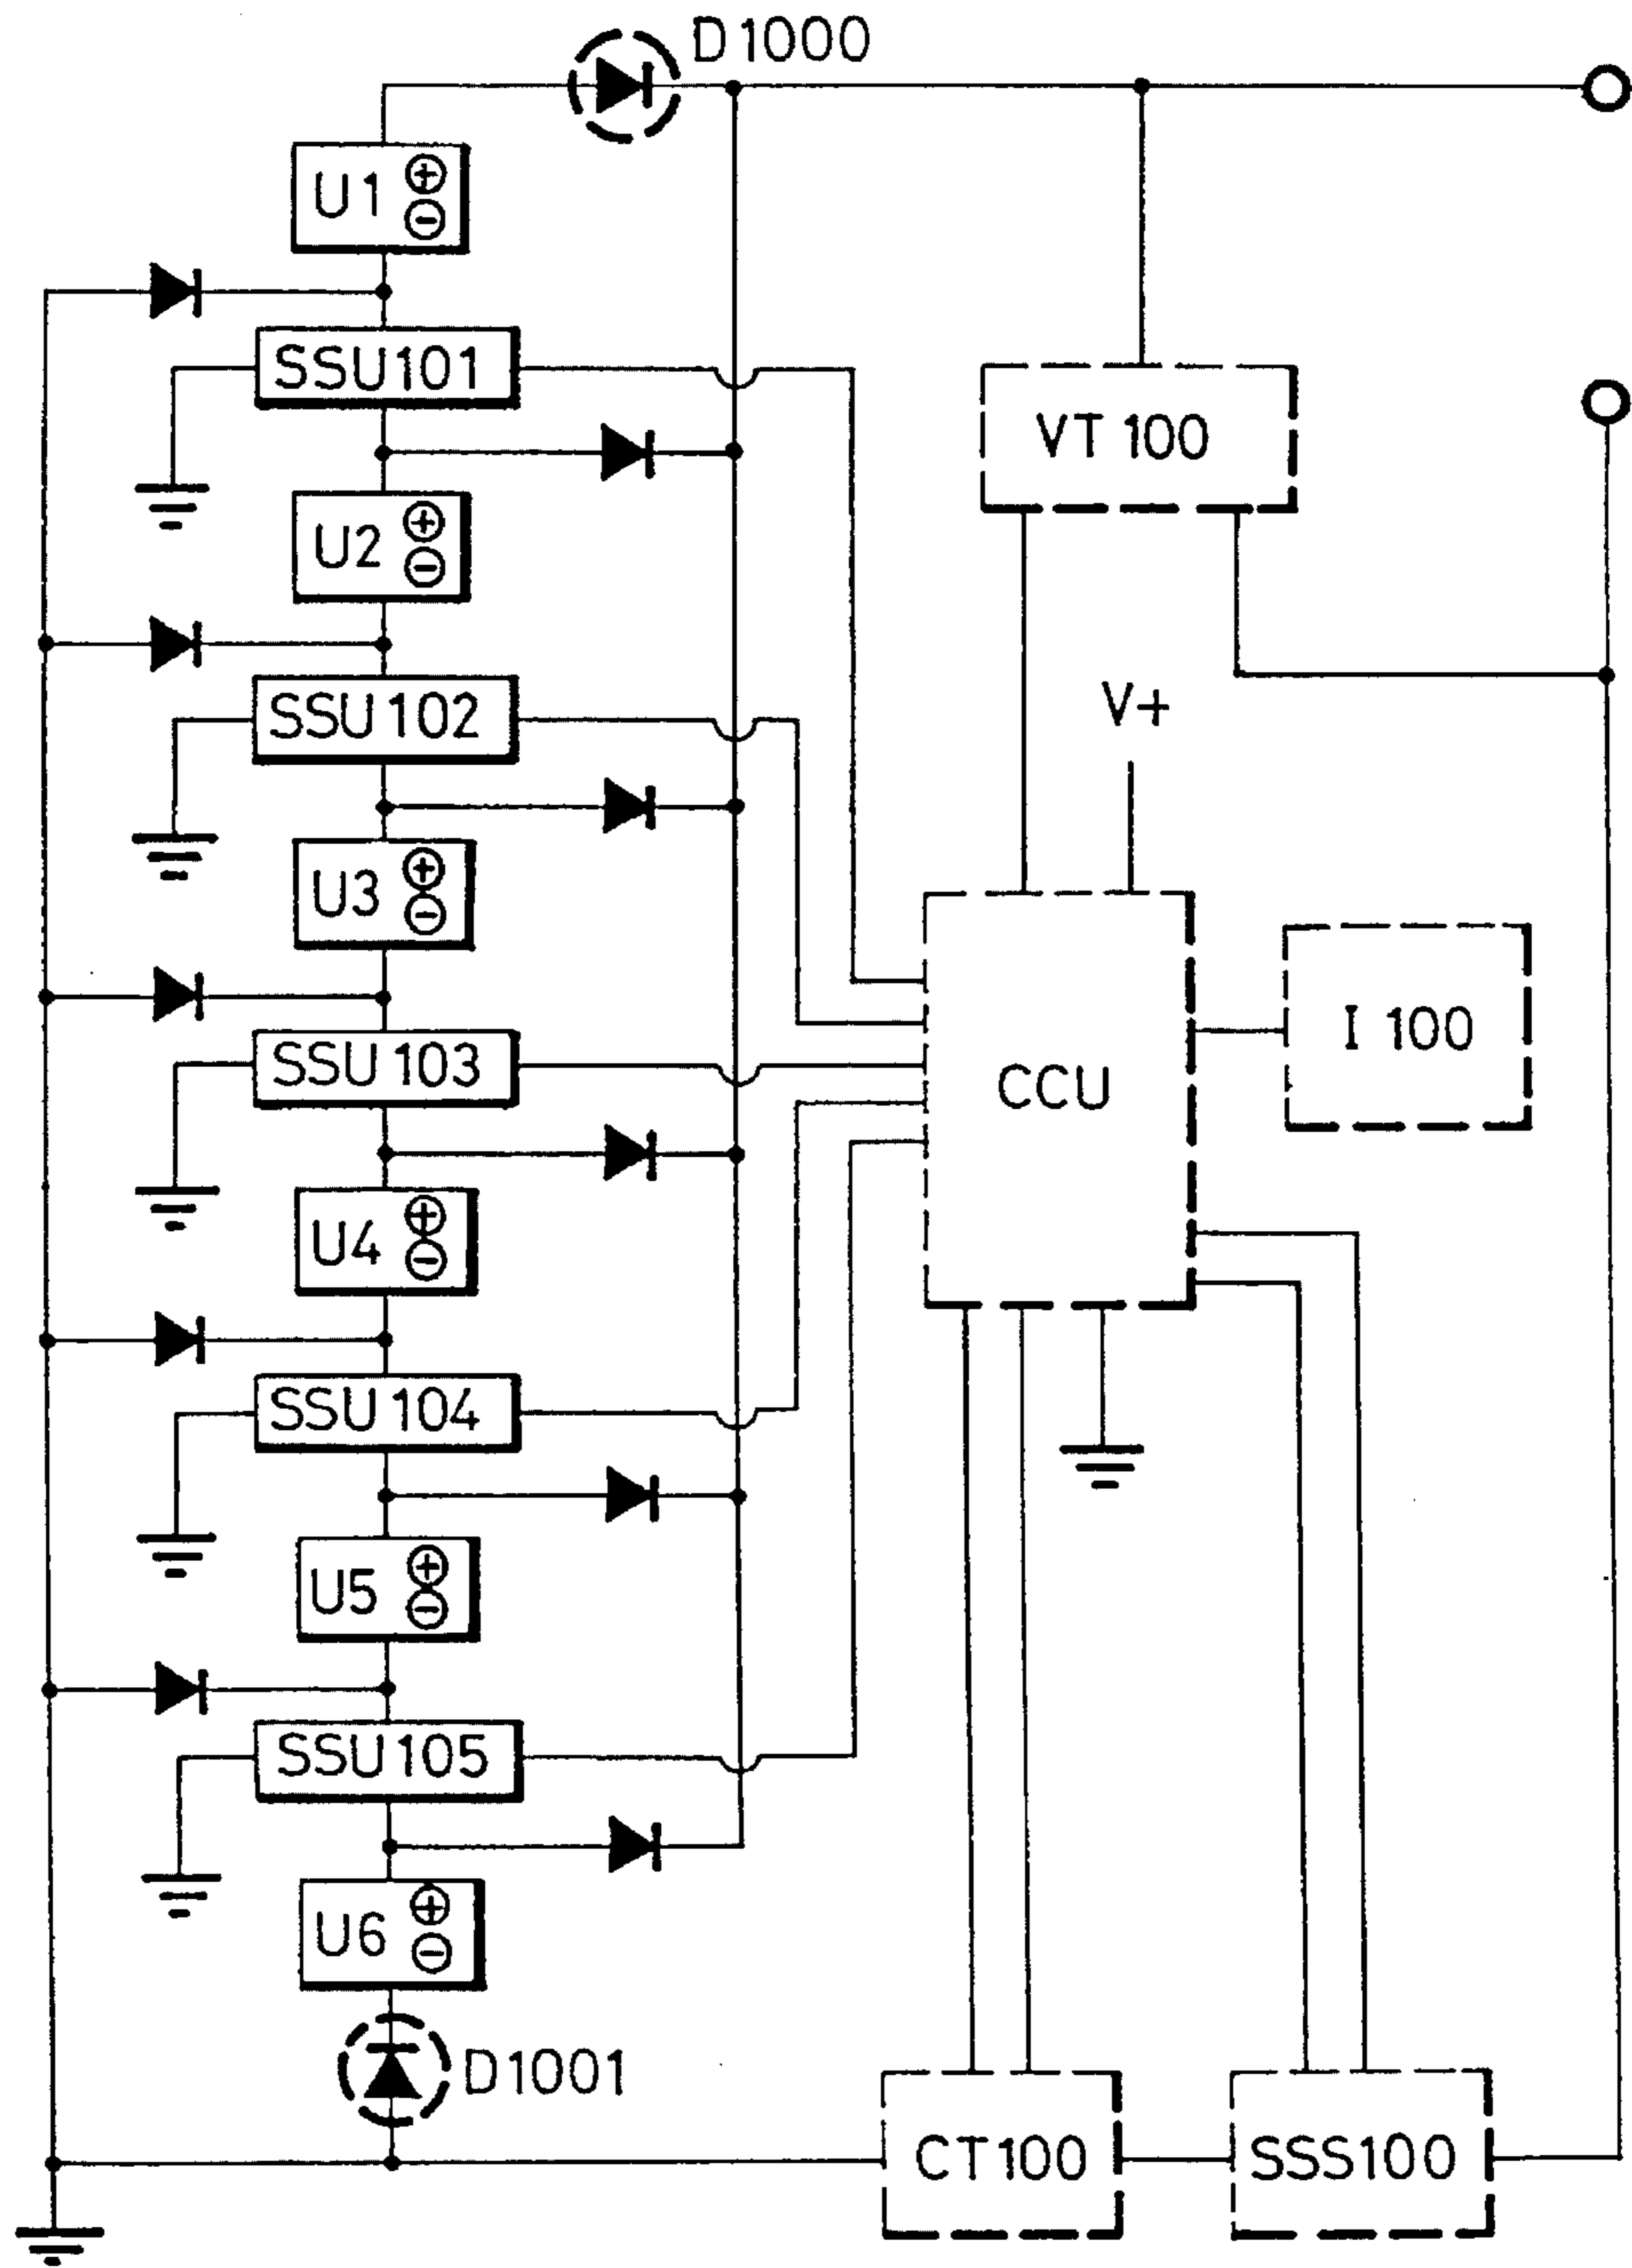 D1000
U1 ⊕
⊖
SSU101
VT 100
U2 ⊕
⊖
SSU102
V+
U3 ⊕
⊖
I 100
SSU103
CCU
U4 ⊕
⊖
SSU104
U5 ⊕
⊖
SSU105
U6 ⊕
⊖
D1001
CT100
SSS100